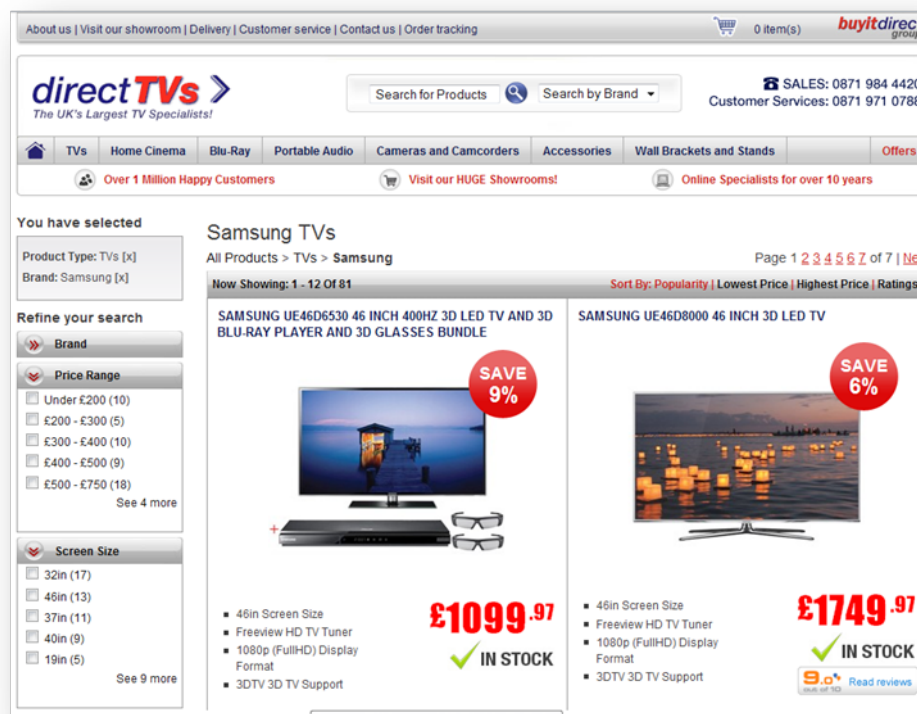 About us | Visit our showroom | Delivery | Customer service | Contact us | Order tracking
0 item(s)
buyitdirec
group
directTVs
The UK's Largest TV Specialists!
Search for Products
Search by Brand
SALES: 0871 984 4420
Customer Services: 0871 971 0788
TVs
Home Cinema
Blu-Ray
Portable Audio
Cameras and Camcorders
Accessories
Wall Brackets and Stands
Offers
Over 1 Million Happy Customers
Visit our HUGE Showrooms!
Online Specialists for over 10 years
You have selected
Product Type: TVs [x]
Brand: Samsung [x]
Refine your search
Brand
Price Range
Under £200 (10)
£200 - £300 (5)
£300 - £400 (10)
£400 - £500 (9)
£500 - £750 (18)
See 4 more
Screen Size
32in (17)
46in (13)
37in (11)
40in (9)
19in (5)
See 9 more
Samsung TVs
All Products > TVs > Samsung
Page 1 2 3 4 5 6 7 of 7 | Ne
Now Showing: 1 - 12 Of 81
Sort By: Popularity | Lowest Price | Highest Price | Ratings
SAMSUNG UE46D6530 46 INCH 400HZ 3D LED TV AND 3D
BLU-RAY PLAYER AND 3D GLASSES BUNDLE
SAVE
9%
+
46in Screen Size
Freeview HD TV Tuner
1080p (FullHD) Display
Format
3DTV 3D TV Support
£1099.97
IN STOCK
SAMSUNG UE46D8000 46 INCH 3D LED TV
SAVE
6%
46in Screen Size
Freeview HD TV Tuner
1080p (FullHD) Display
Format
3DTV 3D TV Support
£1749.97
IN STOCK
9.0
out of 10
Read reviews